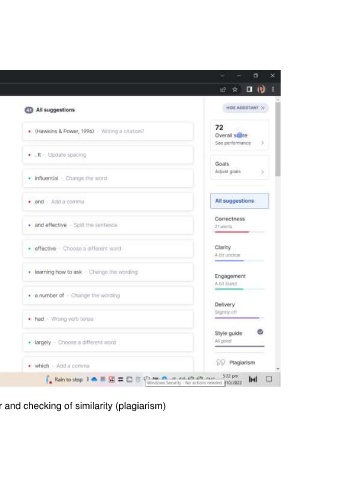 All suggestions
HIDE ASSISTANT
(Hawkins & Power, 1996) - Writing a citation?
72
Overall score
See performance
. It - Update spacing
Goals
Adjust goals
influential - Change the word
and - Add a comma
All suggestions
and effective - Split the sentence
Correctness
21 alerts
effective - Choose a different word
Clarity
A bit unclear
learning how to ask - Change the wording
Engagement
A bit bland
a number of - Change the wording
Delivery
Slightly off
had - Wrong verb tense
Style guide
All good
largely - Choose a different word
which - Add a comma
Plagiarism
Rain to stop
5:32 pm
Windows Security - No actions needed
r and checking of similarity (plagiarism)